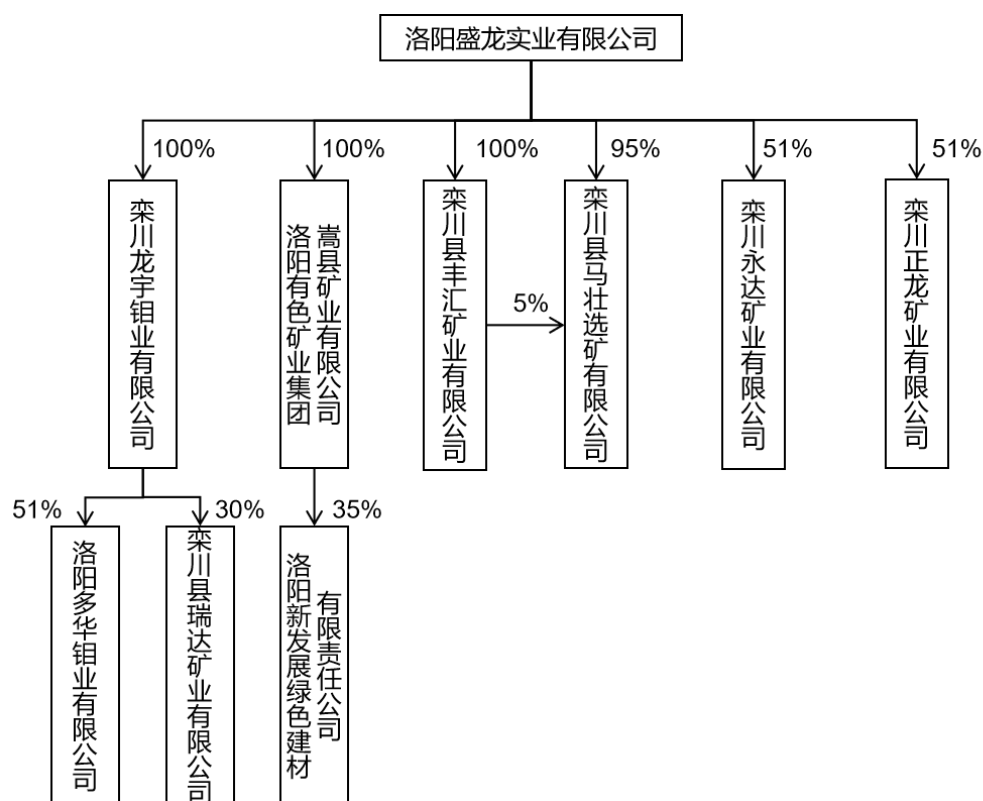 洛阳盛龙实业有限公司
100%
100%
100%
95%
51%
51%
栾川龙宇钼业有限公司
洛阳有色矿业集团
嵩县矿业有限公司
栾川县丰汇矿业有限公司
5%
栾川县马壮选矿有限公司
栾川永达矿业有限公司
栾川正龙矿业有限公司
51%
30%
35%
洛阳多华钼业有限公司
栾川县瑞达矿业有限公司
洛阳新发展绿色建材
有限责任公司